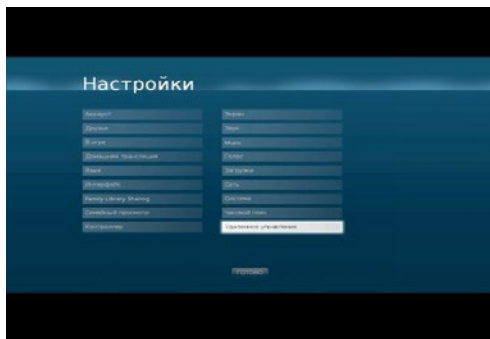 Настройки
Аккаунт
Друзья
В игре
Домашняя трансляция
Язык
Интерфейс
Family Library Sharing
Семейный просмотр
Контроллер
Экран
Звук
Music
Голос
Загрузки
Сеть
Система
Часовой пояс
Удаленное управление
ГОТОВО